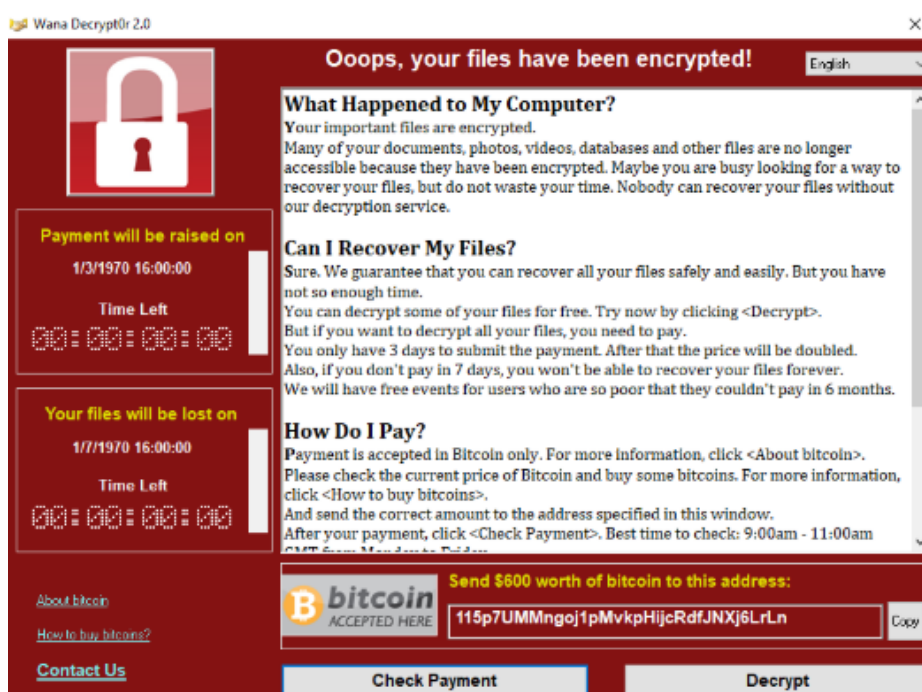 Wana Decrypt0r 2.0
Ooops, your files have been encrypted!
English
What Happened to My Computer?
Your important files are encrypted.
Many of your documents, photos, videos, databases and other files are no longer
accessible because they have been encrypted. Maybe you are busy looking for a way to
recover your files, but do not waste your time. Nobody can recover your files without
our decryption service.
Can I Recover My Files?
Sure. We guarantee that you can recover all your files safely and easily. But you have
not so enough time.
You can decrypt some of your files for free. Try now by clicking <Decrypt>.
But if you want to decrypt all your files, you need to pay.
You only have 3 days to submit the payment. After that the price will be doubled.
Also, if you don't pay in 7 days, you won't be able to recover your files forever.
We will have free events for users who are so poor that they couldn't pay in 6 months.
How Do I Pay?
Payment is accepted in Bitcoin only. For more information, click <About bitcoin>.
Please check the current price of Bitcoin and buy some bitcoins. For more information,
click <How to buy bitcoins>.
And send the correct amount to the address specified in this window.
After your payment, click <Check Payment>. Best time to check: 9:00am - 11:00am
GMT from Monday to Friday
Payment will be raised on
1/3/1970 16:00:00
Time Left
00:00:00:00
Your files will be lost on
1/7/1970 16:00:00
Time Left
00:00:00:00
About bitcoin
How to buy bitcoins?
Contact Us
bitcoin
ACCEPTED HERE
Send $600 worth of bitcoin to this address:
115p7UMMngoj1pMvkpHijcRdfJNXj6LrLn
Copy
Check Payment
Decrypt